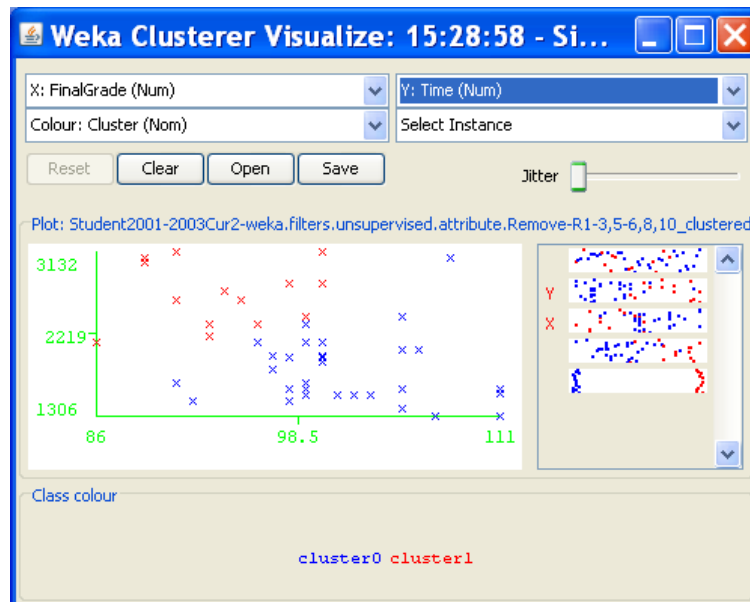 Weka Clusterer Visualize: 15:28:58 - Si...
X: FinalGrade (Num) Y: Time (Num)
Colour: Cluster (Nom) Select Instance
Reset Clear Open Save Jitter
Plot: Student2001-2003Cur2-weka.filters.unsupervised.attribute.Remove-R1-3,5-6,8,10_clustered
3132
Y
X
2219
1306
86 98.5 111
Class colour
cluster0 cluster1